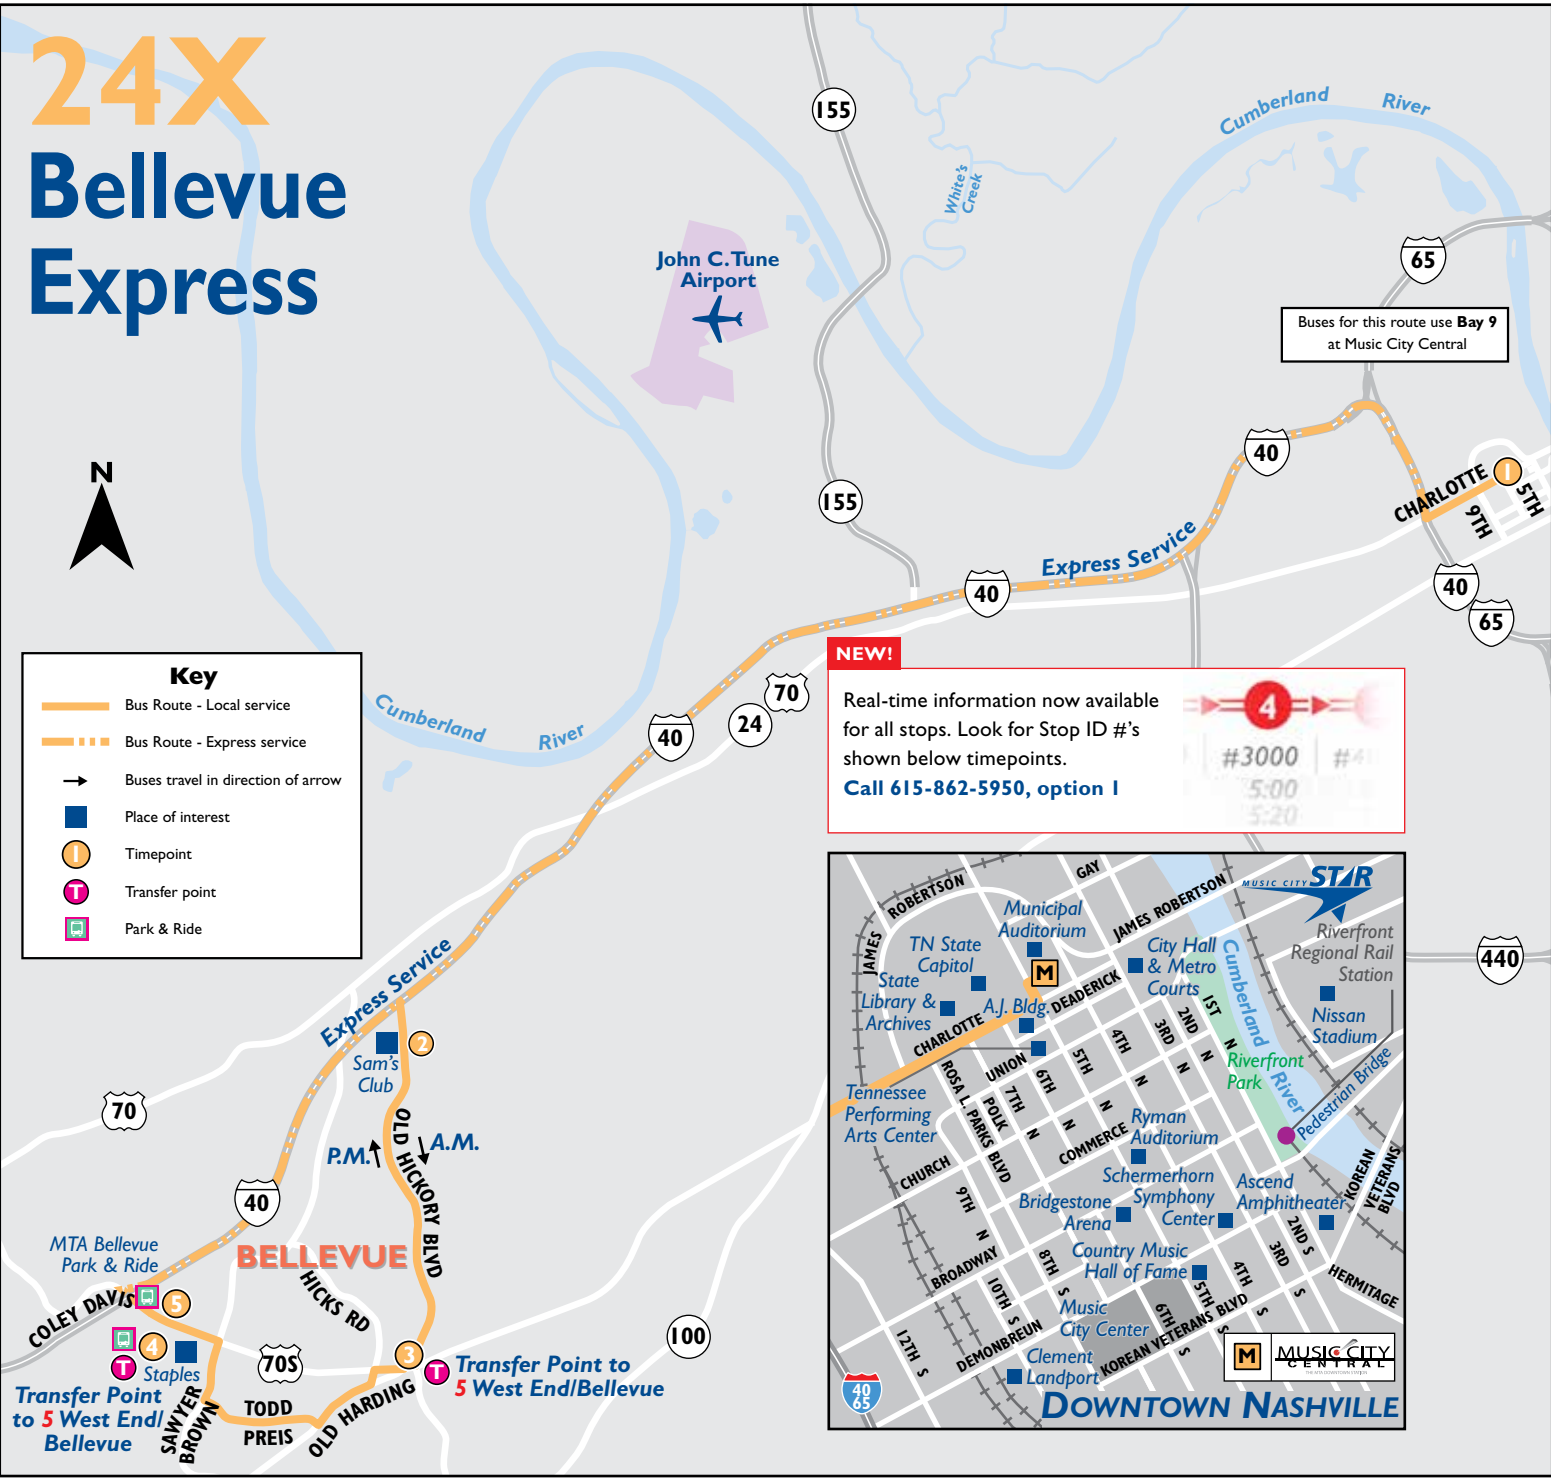 24X
Bellevue
Express
155
Cumberland River
White's
Creek
John C. Tune
Airport
65
Buses for this route use Bay 9
at Music City Central
N
40
155
CHARLOTTE
1
5TH
9TH
Express Service
40
40
65
Key
Bus Route - Local service
Bus Route - Express service
Buses travel in direction of arrow
Place of interest
1
Timepoint
T
Transfer point
Park & Ride
Cumberland River
40
24
70
NEW!
Real-time information now available
for all stops. Look for Stop ID #'s
shown below timepoints.
Call 615-862-5950, option 1
4
#3000
5:00
5:20
Express Service
Sam's
Club
2
70
OLD HICKORY BLVD
P.M.
A.M.
40
MTA Bellevue
Park & Ride
BELLEVUE
HICKS RD
COLEY DAVIS
5
4
T
Staples
Transfer Point
to 5 West End/
Bellevue
SAWYER
BROWN
TODD
PREIS
70S
OLD HARDING
3
T
Transfer Point to
5 West End/Bellevue
100
440
JAMES ROBERTSON
GAY
JAMES ROBERTSON
MUSIC CITY STAR
Riverfront
Regional Rail
Station
Municipal
Auditorium
M
TN State
Capitol
State
Library &
Archives
A.J. Bldg.
DEADERICK
CHARLOTTE
City Hall
& Metro
Courts
Cumberland River
Nissan
Stadium
1ST N
2ND N
3RD N
4TH N
5TH N
6TH N
7TH N
Riverfront
Park
Pedestrian Bridge
UNION
POLK
ROSA L. PARKS BLVD
Tennessee
Performing
Arts Center
CHURCH
COMMERCE
Ryman
Auditorium
Schermerhorn
Symphony
Center
Ascend
Amphitheater
KOREAN
VETERANS
BLVD
Bridgestone
Arena
9TH N
BROADWAY
8TH S
10TH S
12TH S
Country Music
Hall of Fame
2ND S
3RD S
4TH S
5TH S
6TH S
HERMITAGE
Music
City Center
DEMONBREUN
KOREAN VETERANS BLVD
Clement
Landport
40
65
M
MUSIC CITY
CENTRAL
THE MTA DOWNTOWN STATION
DOWNTOWN NASHVILLE